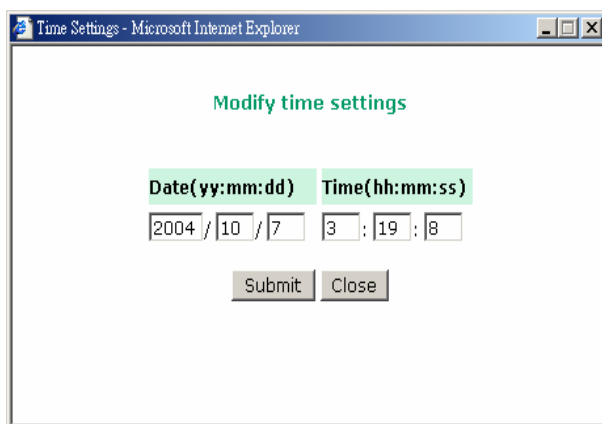 Time Settings - Microsoft Internet Explorer
Modify time settings
Date(yy:mm:dd) Time(hh:mm:ss)
2004 / 10 / 7 3 : 19 : 8
Submit Close